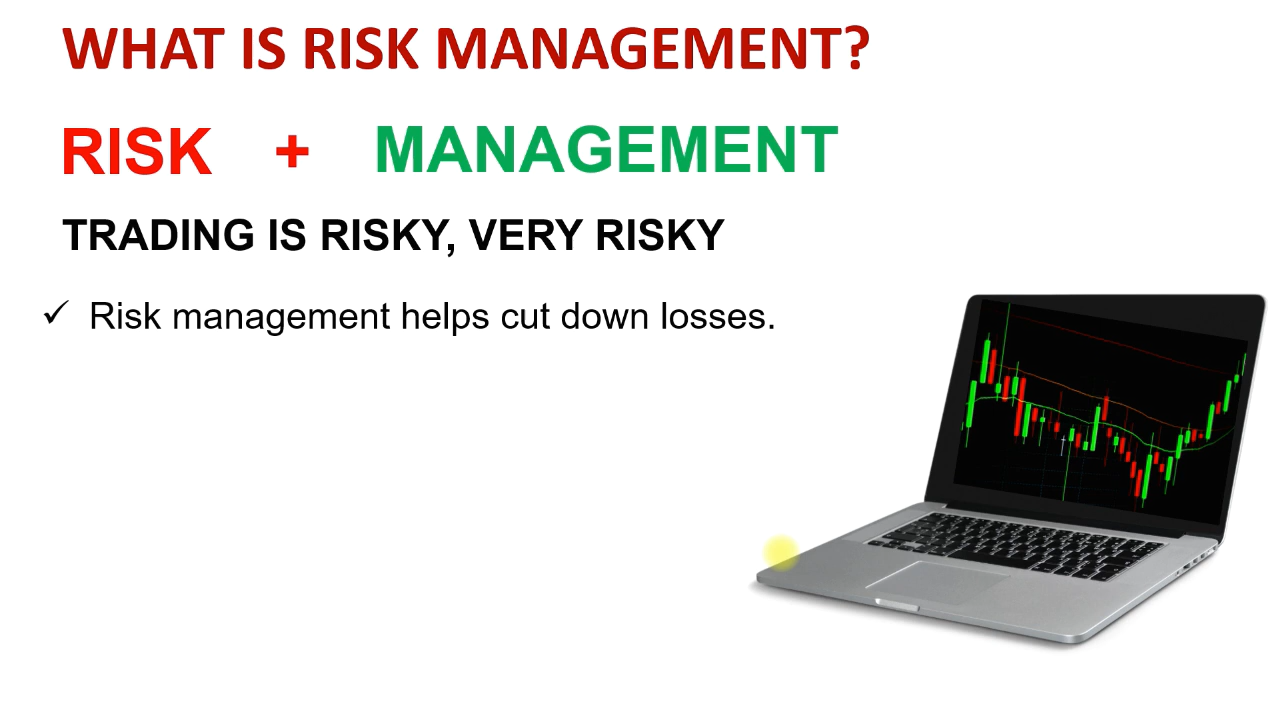 WHAT IS RISK MANAGEMENT?
RISK + MANAGEMENT
TRADING IS RISKY, VERY RISKY
✓ Risk management helps cut down losses.